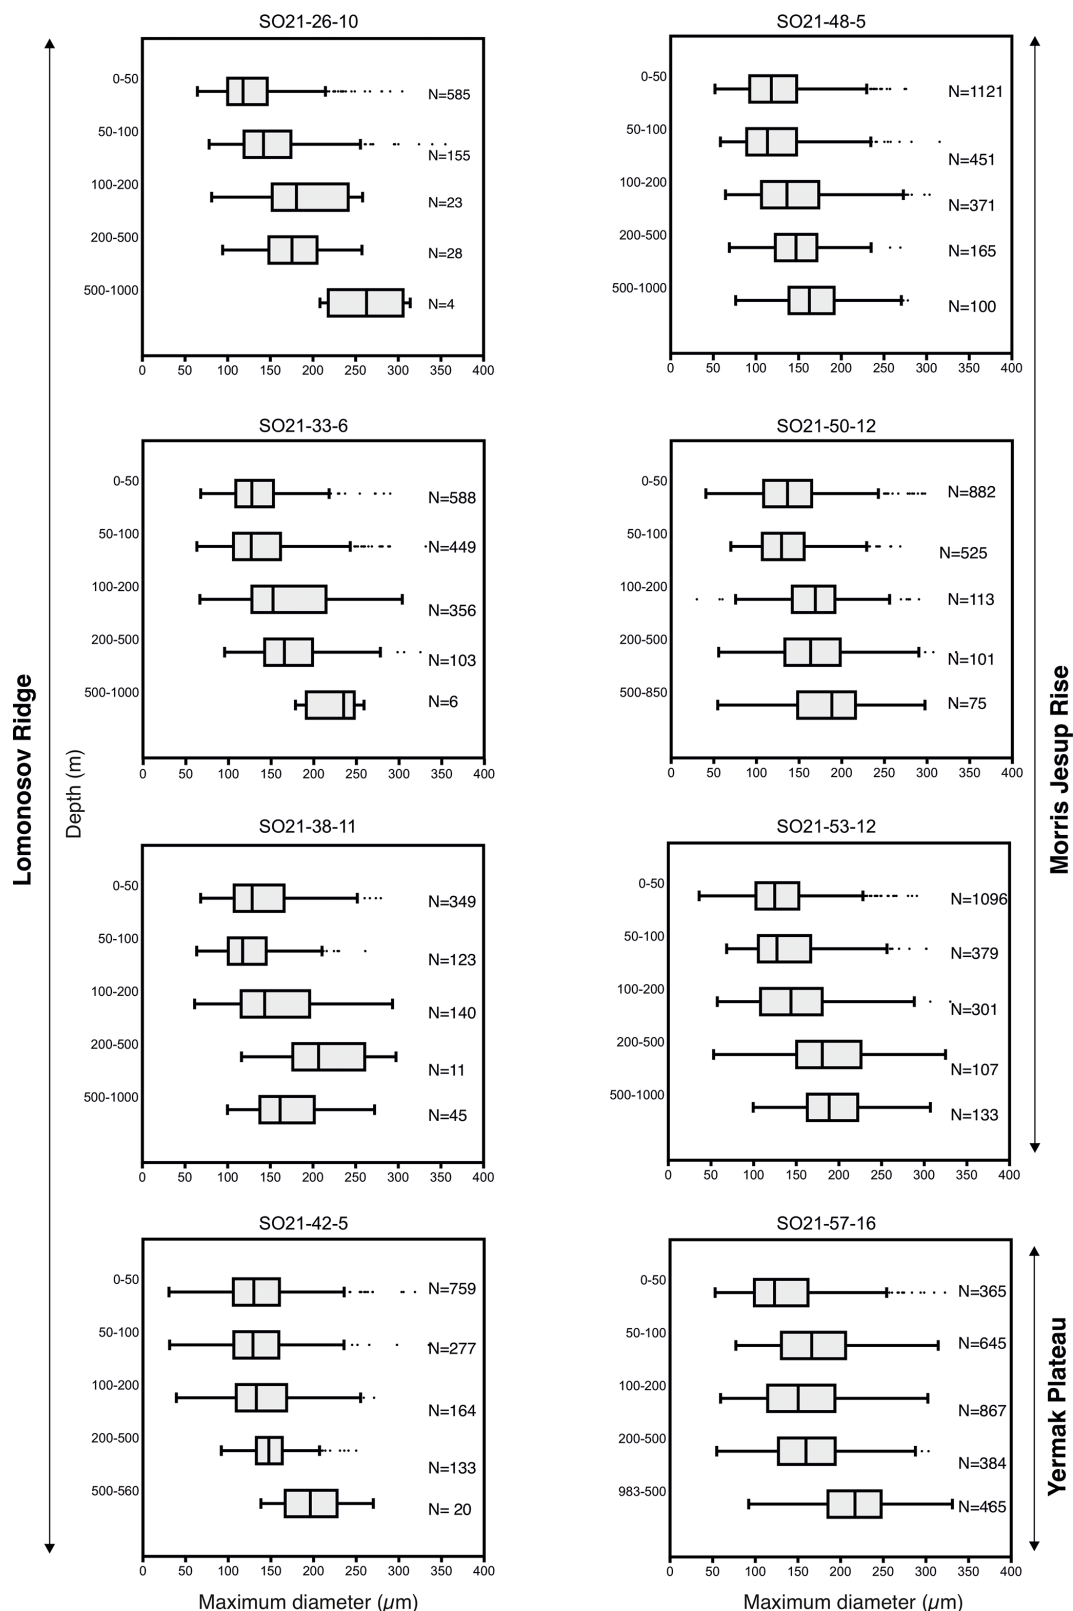 SO21-26-10
0-50
N=585
50-100
N=155
100-200
N=23
200-500
N=28
500-1000
N=4
0 50 100 150 200 250 300 350 400
SO21-48-5
0-50
N=1121
50-100
N=451
100-200
N=371
200-500
N=165
500-1000
N=100
0 50 100 150 200 250 300 350 400
SO21-33-6
0-50
N=588
50-100
N=449
100-200
N=356
200-500
N=103
500-1000
N=6
0 50 100 150 200 250 300 350 400
SO21-50-12
0-50
N=882
50-100
N=525
100-200
N=113
200-500
N=101
500-850
N=75
0 50 100 150 200 250 300 350 400
Lomonosov Ridge
Depth (m)
Morris Jesup Rise
SO21-38-11
0-50
N=349
50-100
N=123
100-200
N=140
200-500
N=11
500-1000
N=45
0 50 100 150 200 250 300 350 400
SO21-53-12
0-50
N=1096
50-100
N=379
100-200
N=301
200-500
N=107
500-1000
N=133
0 50 100 150 200 250 300 350 400
SO21-42-5
0-50
N=759
50-100
N=277
100-200
N=164
200-500
N=133
500-560
N= 20
0 50 100 150 200 250 300 350 400
Maximum diameter (µm)
SO21-57-16
0-50
N=365
50-100
N=645
100-200
N=867
200-500
N=384
983-500
N=465
0 50 100 150 200 250 300 350 400
Maximum diameter (µm)
Yermak Plateau